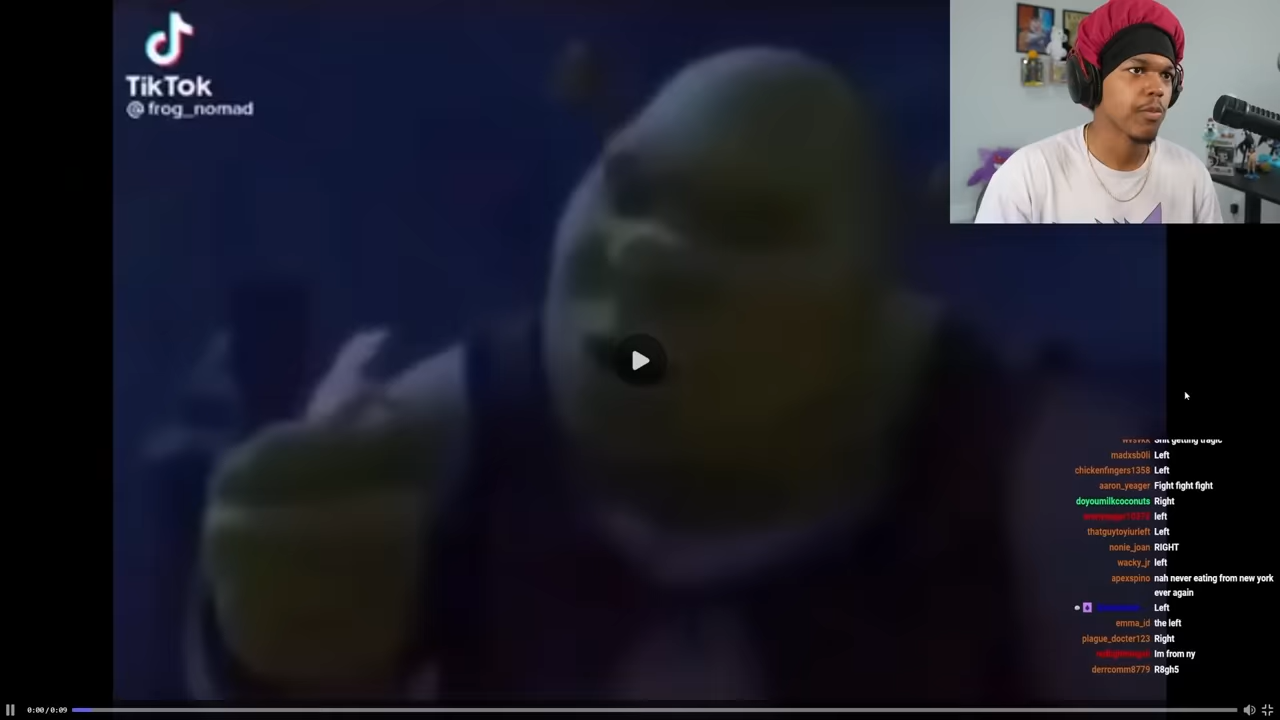 TikTok
@frog_nomad
madxsb0li Left
chickenfingers1358 Left
aaron_yeager Fight fight fight
doyoumilkcoconuts Right
left
thatguytoyiurleft Left
nonie_joan RIGHT
wacky_jr left
apexspino nah never eating from new york
ever again
Left
emma_id the left
plague_docter123 Right
Im from ny
derrcomm8779 R8gh5
0:00/0:09